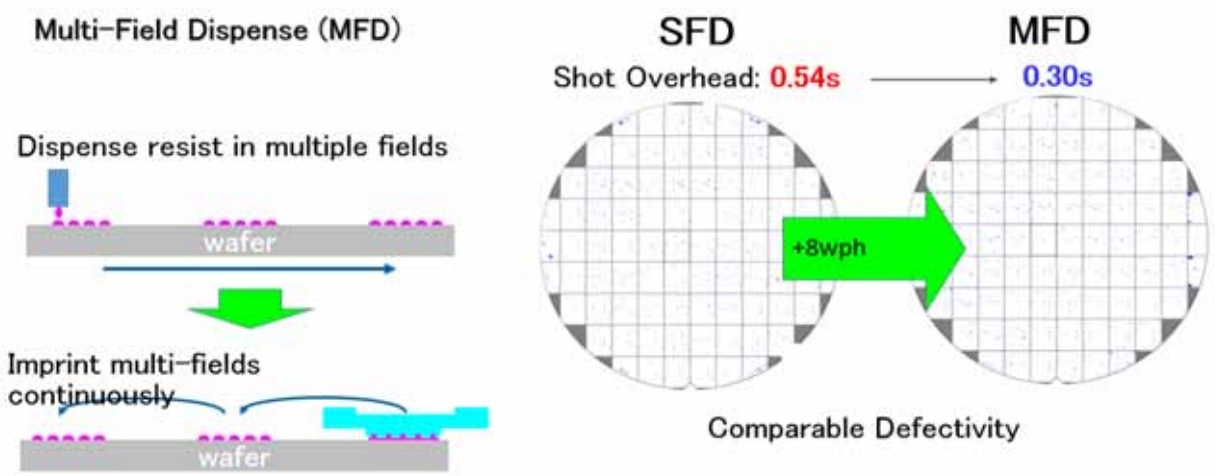 Multi-Field Dispense (MFD)
Dispense resist in multiple fields
wafer
Imprint multi-fields
continuously
wafer
SFD
MFD
Shot Overhead: 0.54s
0.30s
+8wph
Comparable Defectivity